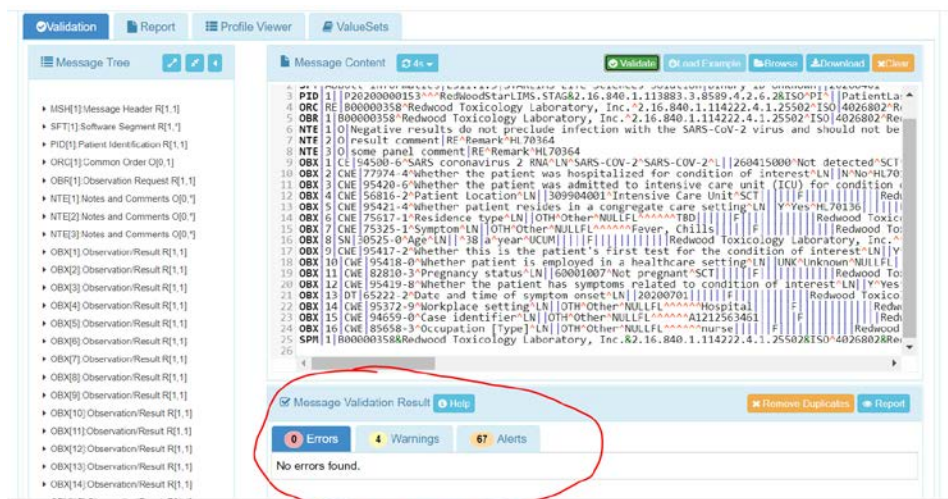 Validation Report Profile Viewer ValueSets
Message Tree
MSH[1]:Message Header R[1,1]
SFT[1]:Software Segment R[1,*]
PID[1]:Patient Identification R[1,1]
ORC[1]:Common Order O[0,1]
OBR[1]:Observation Request R[1,1]
NTE[1]:Notes and Comments O[0,*]
NTE[2]:Notes and Comments O[0,*]
NTE[3]:Notes and Comments O[0,*]
OBX[1]:Observation/Result R[1,1]
OBX[2]:Observation/Result R[1,1]
OBX[3]:Observation/Result R[1,1]
OBX[4]:Observation/Result R[1,1]
OBX[5]:Observation/Result R[1,1]
OBX[6]:Observation/Result R[1,1]
OBX[7]:Observation/Result R[1,1]
OBX[8]:Observation/Result R[1,1]
OBX[9]:Observation/Result R[1,1]
OBX[10]:Observation/Result R[1,1]
OBX[11]:Observation/Result R[1,1]
OBX[12]:Observation/Result R[1,1]
OBX[13]:Observation/Result R[1,1]
OBX[14]:Observation/Result R[1,1]
Message Content 4s Validate Load Example Browse Download Clear
3 PID|1||P20200000153^^^RedWoodStarLIMS.STAG&2.16.840.1.113883.3.8589.4.2.6.2&ISO^PI^||PatientLa
4 ORC|RE|B00000358^Redwood Toxicology Laboratory, Inc.^2.16.840.1.114222.4.1.25502^ISO|4026802^Re
5 OBR|1|B00000358^Redwood Toxicology Laboratory, Inc.^2.16.840.1.114222.4.1.25502^ISO|4026802^Re
6 NTE|1|O|Negative results do not preclude infection with the SARS-CoV-2 virus and should not be
7 NTE|2|O|result comment|RE^Remark^HL70364
8 NTE|3|O|some panel comment|RE^Remark^HL70364
9 OBX|1|CE|94500-6^SARS coronavirus 2 RNA^LN^SARS-COV-2^SARS-COV-2^L||260415000^Not detected^SCT
10 OBX|2|CWE|77974-4^Whether the patient was hospitalized for condition of interest^LN||N^No^HL70
11 OBX|3|CWE|95420-6^Whether the patient was admitted to intensive care unit (ICU) for condition
12 OBX|4|CWE|56816-2^Patient Location^LN||309904001^Intensive Care Unit^SCT||||||F||||Redwood
13 OBX|5|CWE|95421-4^Whether patient resides in a congregate care setting^LN||Y^Yes^HL70136||||
14 OBX|6|CWE|75617-1^Residence type^LN||OTH^Other^NULLFL^^^^^^TBD||||||F||||||||Redwood Toxic
15 OBX|7|CWE|75325-1^Symptom^LN||OTH^Other^NULLFL^^^^^^Fever, Chills||||||F||||||||Redwood To
16 OBX|8|SN|30525-0^Age^LN||^38|a^year^UCUM|||||F||||||||||Redwood Toxicology Laboratory, Inc.^
17 OBX|9|CWE|95417-2^Whether this is the patient's first test for the condition of interest^LN||Y
18 OBX|10|CWE|95418-0^Whether patient is employed in a healthcare setting^LN||UNK^Unknown^NULLFL|
19 OBX|11|CWE|82810-3^Pregnancy status^LN||60001007^Not pregnant^SCT||||||F||||||||Redwood To
20 OBX|12|CWE|95419-8^Whether the patient has symptoms related to condition of interest^LN||Y^Yes
21 OBX|13|DT|65222-2^Date and time of symptom onset^LN||20200701||||||F||||||||Redwood Toxico
22 OBX|14|CWE|95372-9^Workplace setting^LN||OTH^Other^NULLFL^^^^^^Hospital||||||F||||||||Redw
23 OBX|15|CWE|94659-0^Case identifier^LN||OTH^Other^NULLFL^^^^^^A1212563461||||||F||||||||Red
24 OBX|16|CWE|85658-3^Occupation [Type]^LN||OTH^Other^NULLFL^^^^^^nurse||||||F||||||||Redwood
25 SPM|1|B00000358&Redwood Toxicology Laboratory, Inc.&2.16.840.1.114222.4.1.25502&ISO^4026802&Re
26
Message Validation Result Help Remove Duplicates Report
0 Errors 4 Warnings 67 Alerts
No errors found.